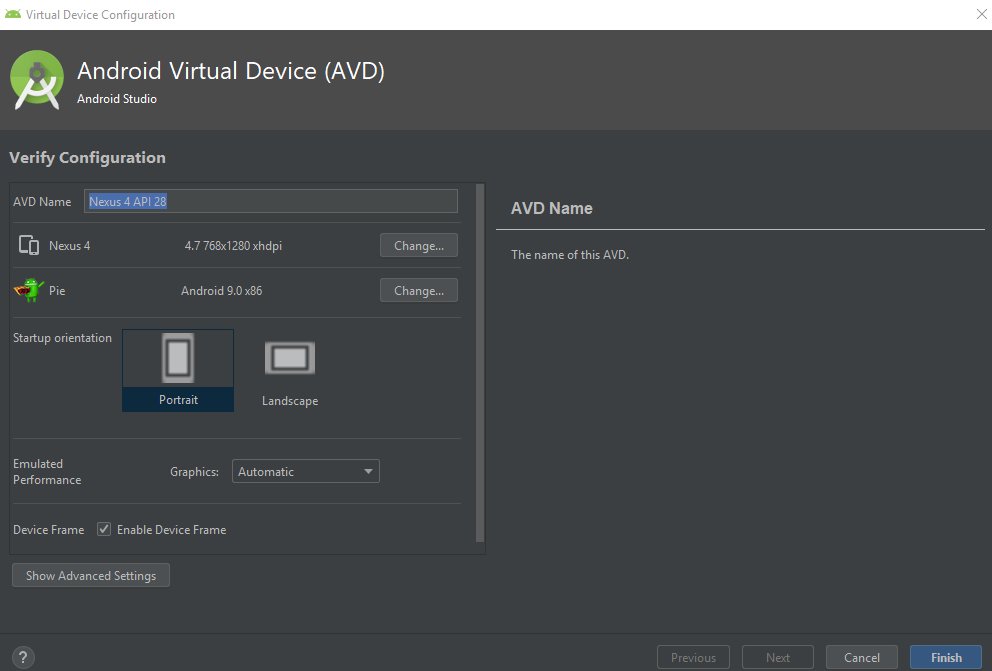 Virtual Device Configuration
Android Virtual Device (AVD)
Android Studio
Verify Configuration
AVD Name Nexus 4 API 28
Nexus 4 4.7 768x1280 xhdpi Change...
Pie Android 9.0 x86 Change...
Startup orientation
Portrait
Landscape
Emulated
Performance
Graphics: Automatic
Device Frame Enable Device Frame
Show Advanced Settings
AVD Name
The name of this AVD.
? Previous Next Cancel Finish